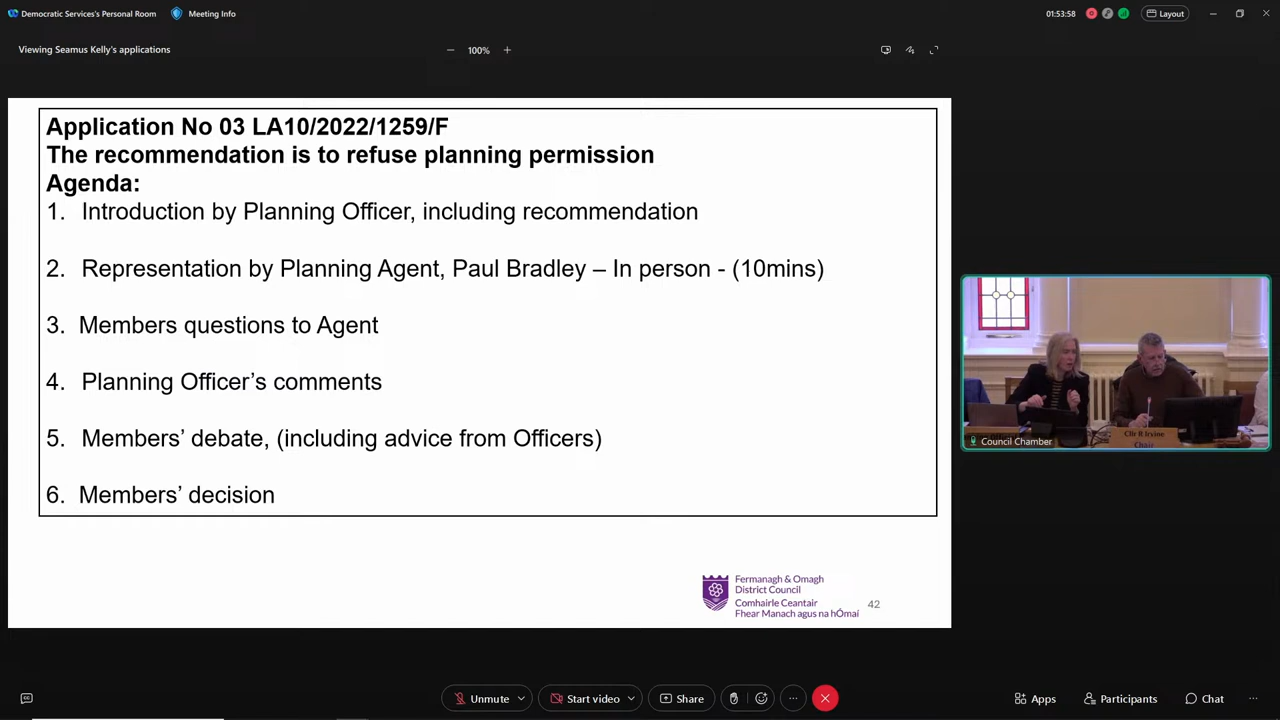 Democratic Services's Personal Room
Meeting Info
01:53:58
Layout
Viewing Seamus Kelly's applications
100%
Application No 03 LA10/2022/1259/F
The recommendation is to refuse planning permission
Agenda:
1. Introduction by Planning Officer, including recommendation
2. Representation by Planning Agent, Paul Bradley – In person - (10mins)
3. Members questions to Agent
4. Planning Officer's comments
5. Members' debate, (including advice from Officers)
6. Members' decision
Fermanagh & Omagh
District Council
Comhairle Ceantair
Fhear Manach agus na hÓmaí
42
Cllr R Irvine
Chair
Council Chamber
Unmute
Start video
Share
Apps
Participants
Chat